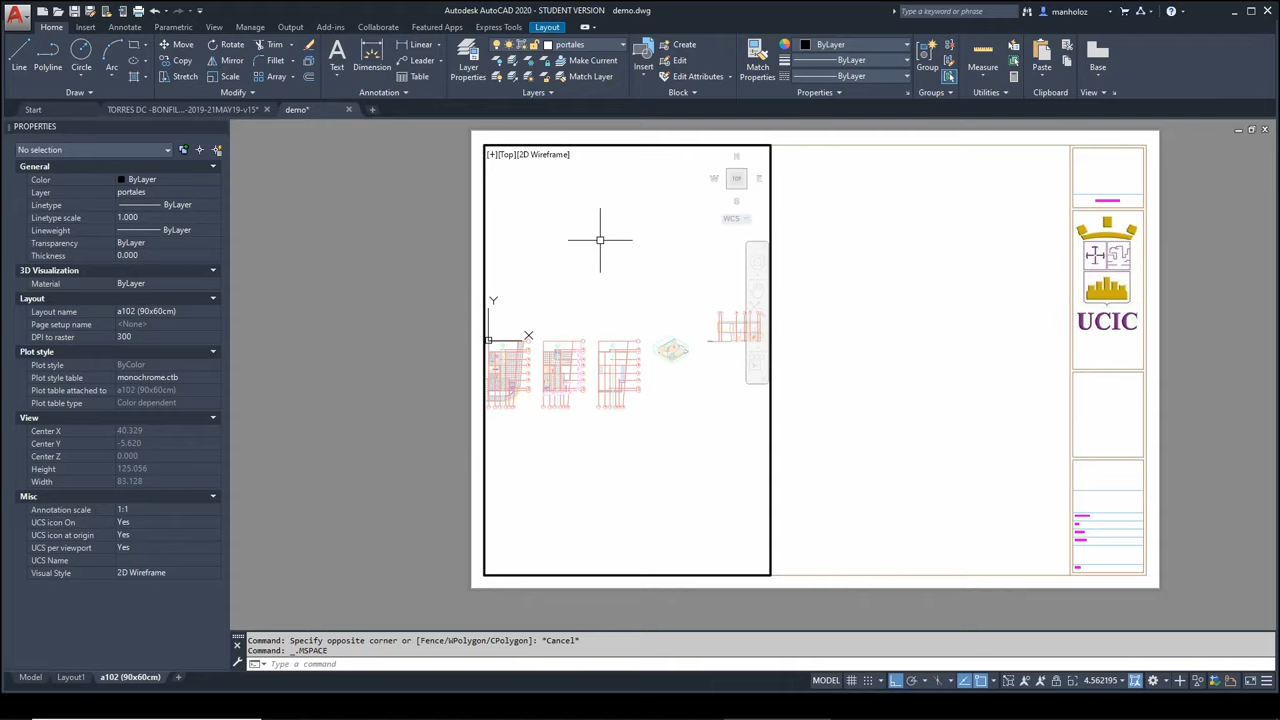 Autodesk AutoCAD 2020 - STUDENT VERSION demo.dwg
Type a keyword or phrase
manholoz
Home Insert Annotate Parametric View Manage Output Add-ins Collaborate Featured Apps Express Tools Layout
Line Polyline Circle Arc
Move Rotate Trim
Copy Mirror Fillet
Stretch Scale Array
Text Dimension
Linear
Leader
Table
Layer Properties
portales
Make Current
Match Layer
Insert
Create
Edit
Edit Attributes
Match Properties
ByLayer
ByLayer
ByLayer
Group
Measure
Paste
Base
Draw Modify Annotation Layers Block Properties Groups Utilities Clipboard View
Start TORRES DC -BONFIL...-2019-21MAY19-v15* demo*
PROPERTIES
No selection
General
Color ByLayer
Layer portales
Linetype ByLayer
Linetype scale 1.000
Lineweight ByLayer
Transparency ByLayer
Thickness 0.000
3D Visualization
Material ByLayer
Layout
Layout name a102 (90x60cm)
Page setup name <None>
DPI to raster 300
Plot style
Plot style ByColor
Plot style table monochrome.ctb
Plot table attached to a102 (90x60cm)
Plot table type Color dependent
View
Center X 40.329
Center Y -5.620
Center Z 0.000
Height 125.056
Width 83.128
Misc
Annotation scale 1:1
UCS icon On Yes
UCS icon at origin Yes
UCS per viewport Yes
UCS Name
Visual Style 2D Wireframe
[+][Top][2D Wireframe]
N
W TOP E
S
WCS
Y
X
UCIC
Command: Specify opposite corner or [Fence/WPolygon/CPolygon]: *Cancel*
Command: _.MSPACE
Type a command
Model Layout1 a102 (90x60cm) +
MODEL
4.562195